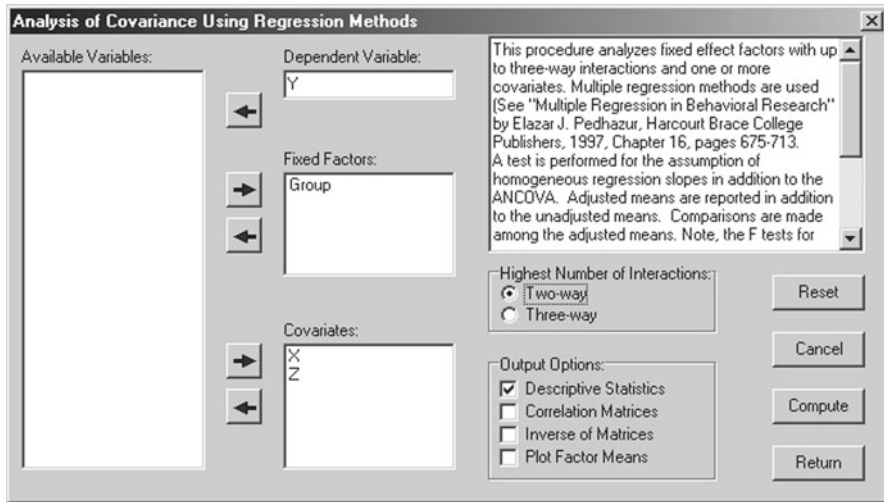 Analysis of Covariance Using Regression Methods
Available Variables:
Dependent Variable:
Y
Fixed Factors:
Group
Covariates:
X
Z
This procedure analyzes fixed effect factors with up
to three-way interactions and one or more
covariates. Multiple regression methods are used
(See "Multiple Regression in Behavioral Research"
by Elazar J. Pedhazur, Harcourt Brace College
Publishers, 1997, Chapter 16, pages 675-713.
A test is performed for the assumption of
homogeneous regression slopes in addition to the
ANCOVA. Adjusted means are reported in addition
to the unadjusted means. Comparisons are made
among the adjusted means. Note, the F tests for
Highest Number of Interactions:
Two-way
Three-way
Output Options:
Descriptive Statistics
Correlation Matrices
Inverse of Matrices
Plot Factor Means
Reset
Cancel
Compute
Return